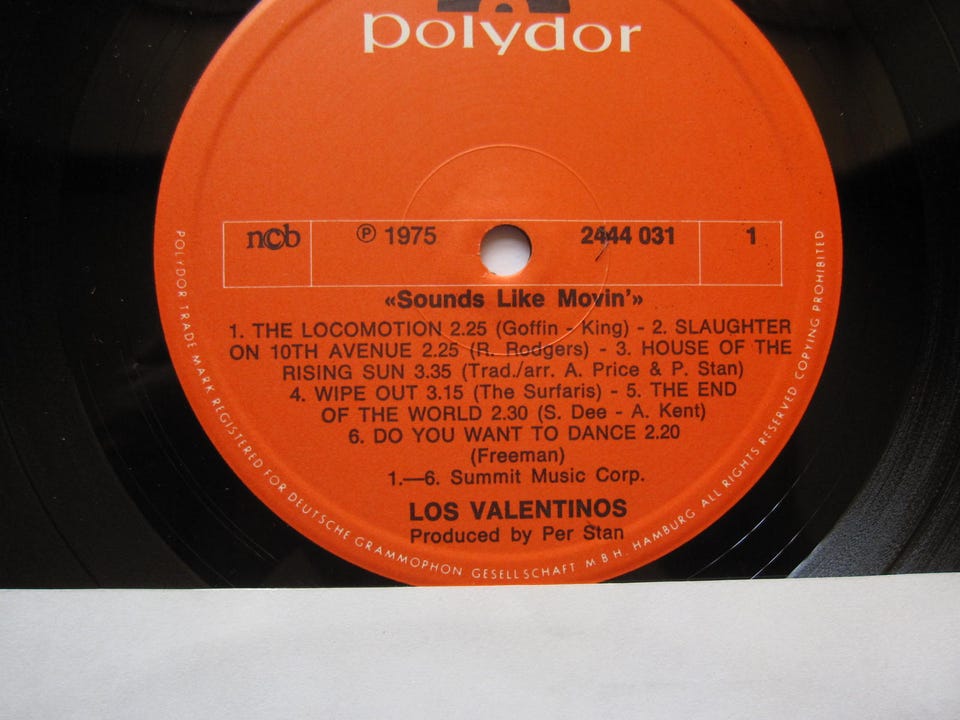 polydor
ncb ℗ 1975 2444 031 1
«Sounds Like Movin'»
1. THE LOCOMOTION 2.25 (Goffin - King) - 2. SLAUGHTER
ON 10TH AVENUE 2.25 (R. Rodgers) - 3. HOUSE OF THE
RISING SUN 3.35 (Trad./arr. A. Price & P. Stan)
4. WIPE OUT 3.15 (The Surfaris) - 5. THE END
OF THE WORLD 2.30 (S. Dee - A. Kent)
6. DO YOU WANT TO DANCE 2.20
(Freeman)
1.—6. Summit Music Corp.
LOS VALENTINOS
Produced by Per Stan
POLYDOR TRADE MARK REGISTERED FOR DEUTSCHE GRAMMOPHON GESELLSCHAFT M B H. HAMBURG ALL RIGHTS RESERVED COPYING PROHIBITED